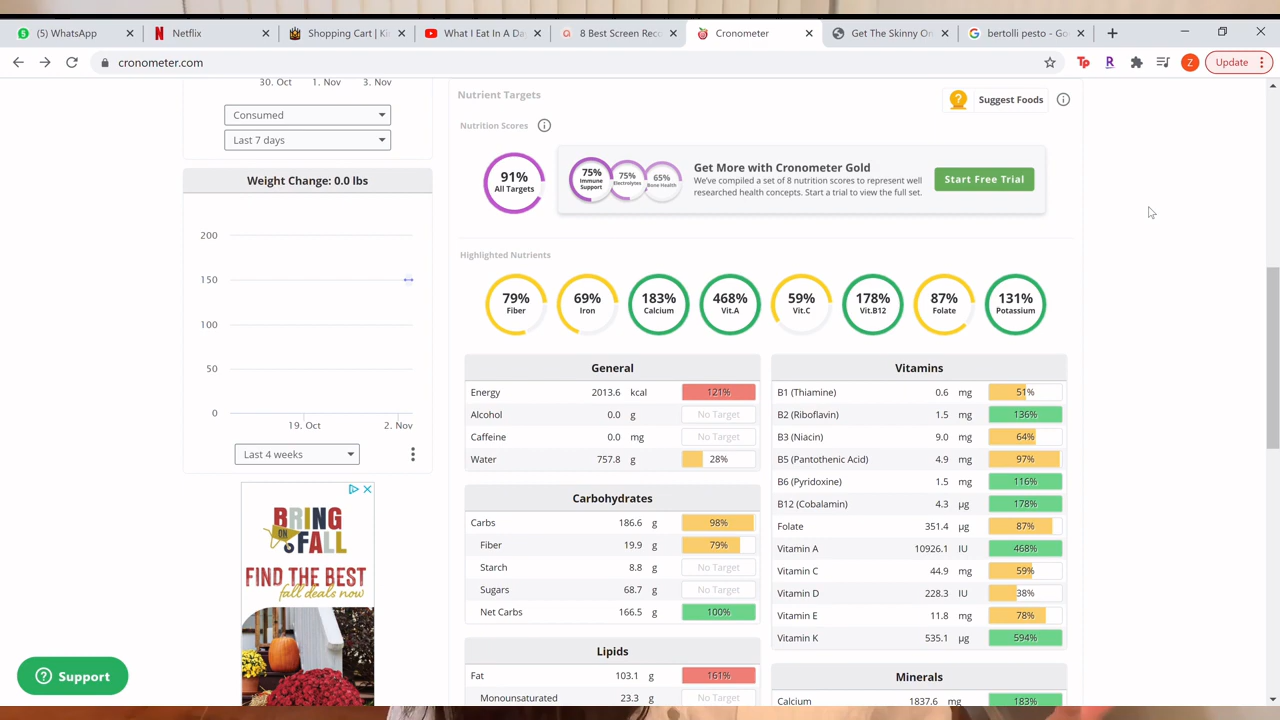 (5) WhatsApp
Netflix
Shopping Cart | Ki
What I Eat In A Da
8 Best Screen Reco
Cronometer
Get The Skinny On
bertolli pesto - Go
cronometer.com
Update
30. Oct 1. Nov 3. Nov
Consumed
Last 7 days
Weight Change: 0.0 lbs
200
150
100
50
0
19. Oct 2. Nov
Last 4 weeks
BRING
ON
FALL
FIND THE BEST
fall deals now
Support
Nutrient Targets
Suggest Foods
Nutrition Scores
91%
All Targets
75%
Immune
Support
75%
Electrolytes
65%
Bone Health
Get More with Cronometer Gold
We've compiled a set of 8 nutrition scores to represent well
researched health concepts. Start a trial to view the full set.
Start Free Trial
Highlighted Nutrients
79%
Fiber
69%
Iron
183%
Calcium
468%
Vit.A
59%
Vit.C
178%
Vit.B12
87%
Folate
131%
Potassium
General
Energy 2013.6 kcal 121%
Alcohol 0.0 g No Target
Caffeine 0.0 mg No Target
Water 757.8 g 28%
Carbohydrates
Carbs 186.6 g 98%
Fiber 19.9 g 79%
Starch 8.8 g No Target
Sugars 68.7 g No Target
Net Carbs 166.5 g 100%
Lipids
Fat 103.1 g 161%
Monounsaturated 23.3 g No Target
Vitamins
B1 (Thiamine) 0.6 mg 51%
B2 (Riboflavin) 1.5 mg 136%
B3 (Niacin) 9.0 mg 64%
B5 (Pantothenic Acid) 4.9 mg 97%
B6 (Pyridoxine) 1.5 mg 116%
B12 (Cobalamin) 4.3 µg 178%
Folate 351.4 µg 87%
Vitamin A 10926.1 IU 468%
Vitamin C 44.9 mg 59%
Vitamin D 228.3 IU 38%
Vitamin E 11.8 mg 78%
Vitamin K 535.1 µg 594%
Minerals
Calcium 1837.6 mg 183%